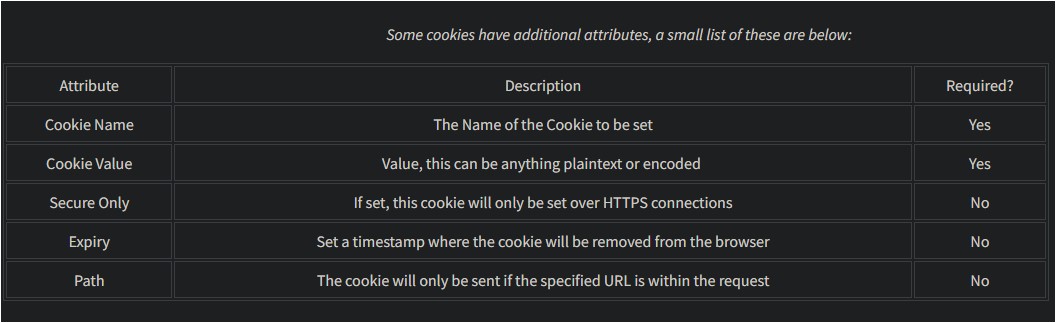 Some cookies have additional attributes, a small list of these are below:
Attribute Description Required?
Cookie Name The Name of the Cookie to be set Yes
Cookie Value Value, this can be anything plaintext or encoded Yes
Secure Only If set, this cookie will only be set over HTTPS connections No
Expiry Set a timestamp where the cookie will be removed from the browser No
Path The cookie will only be sent if the specified URL is within the request No